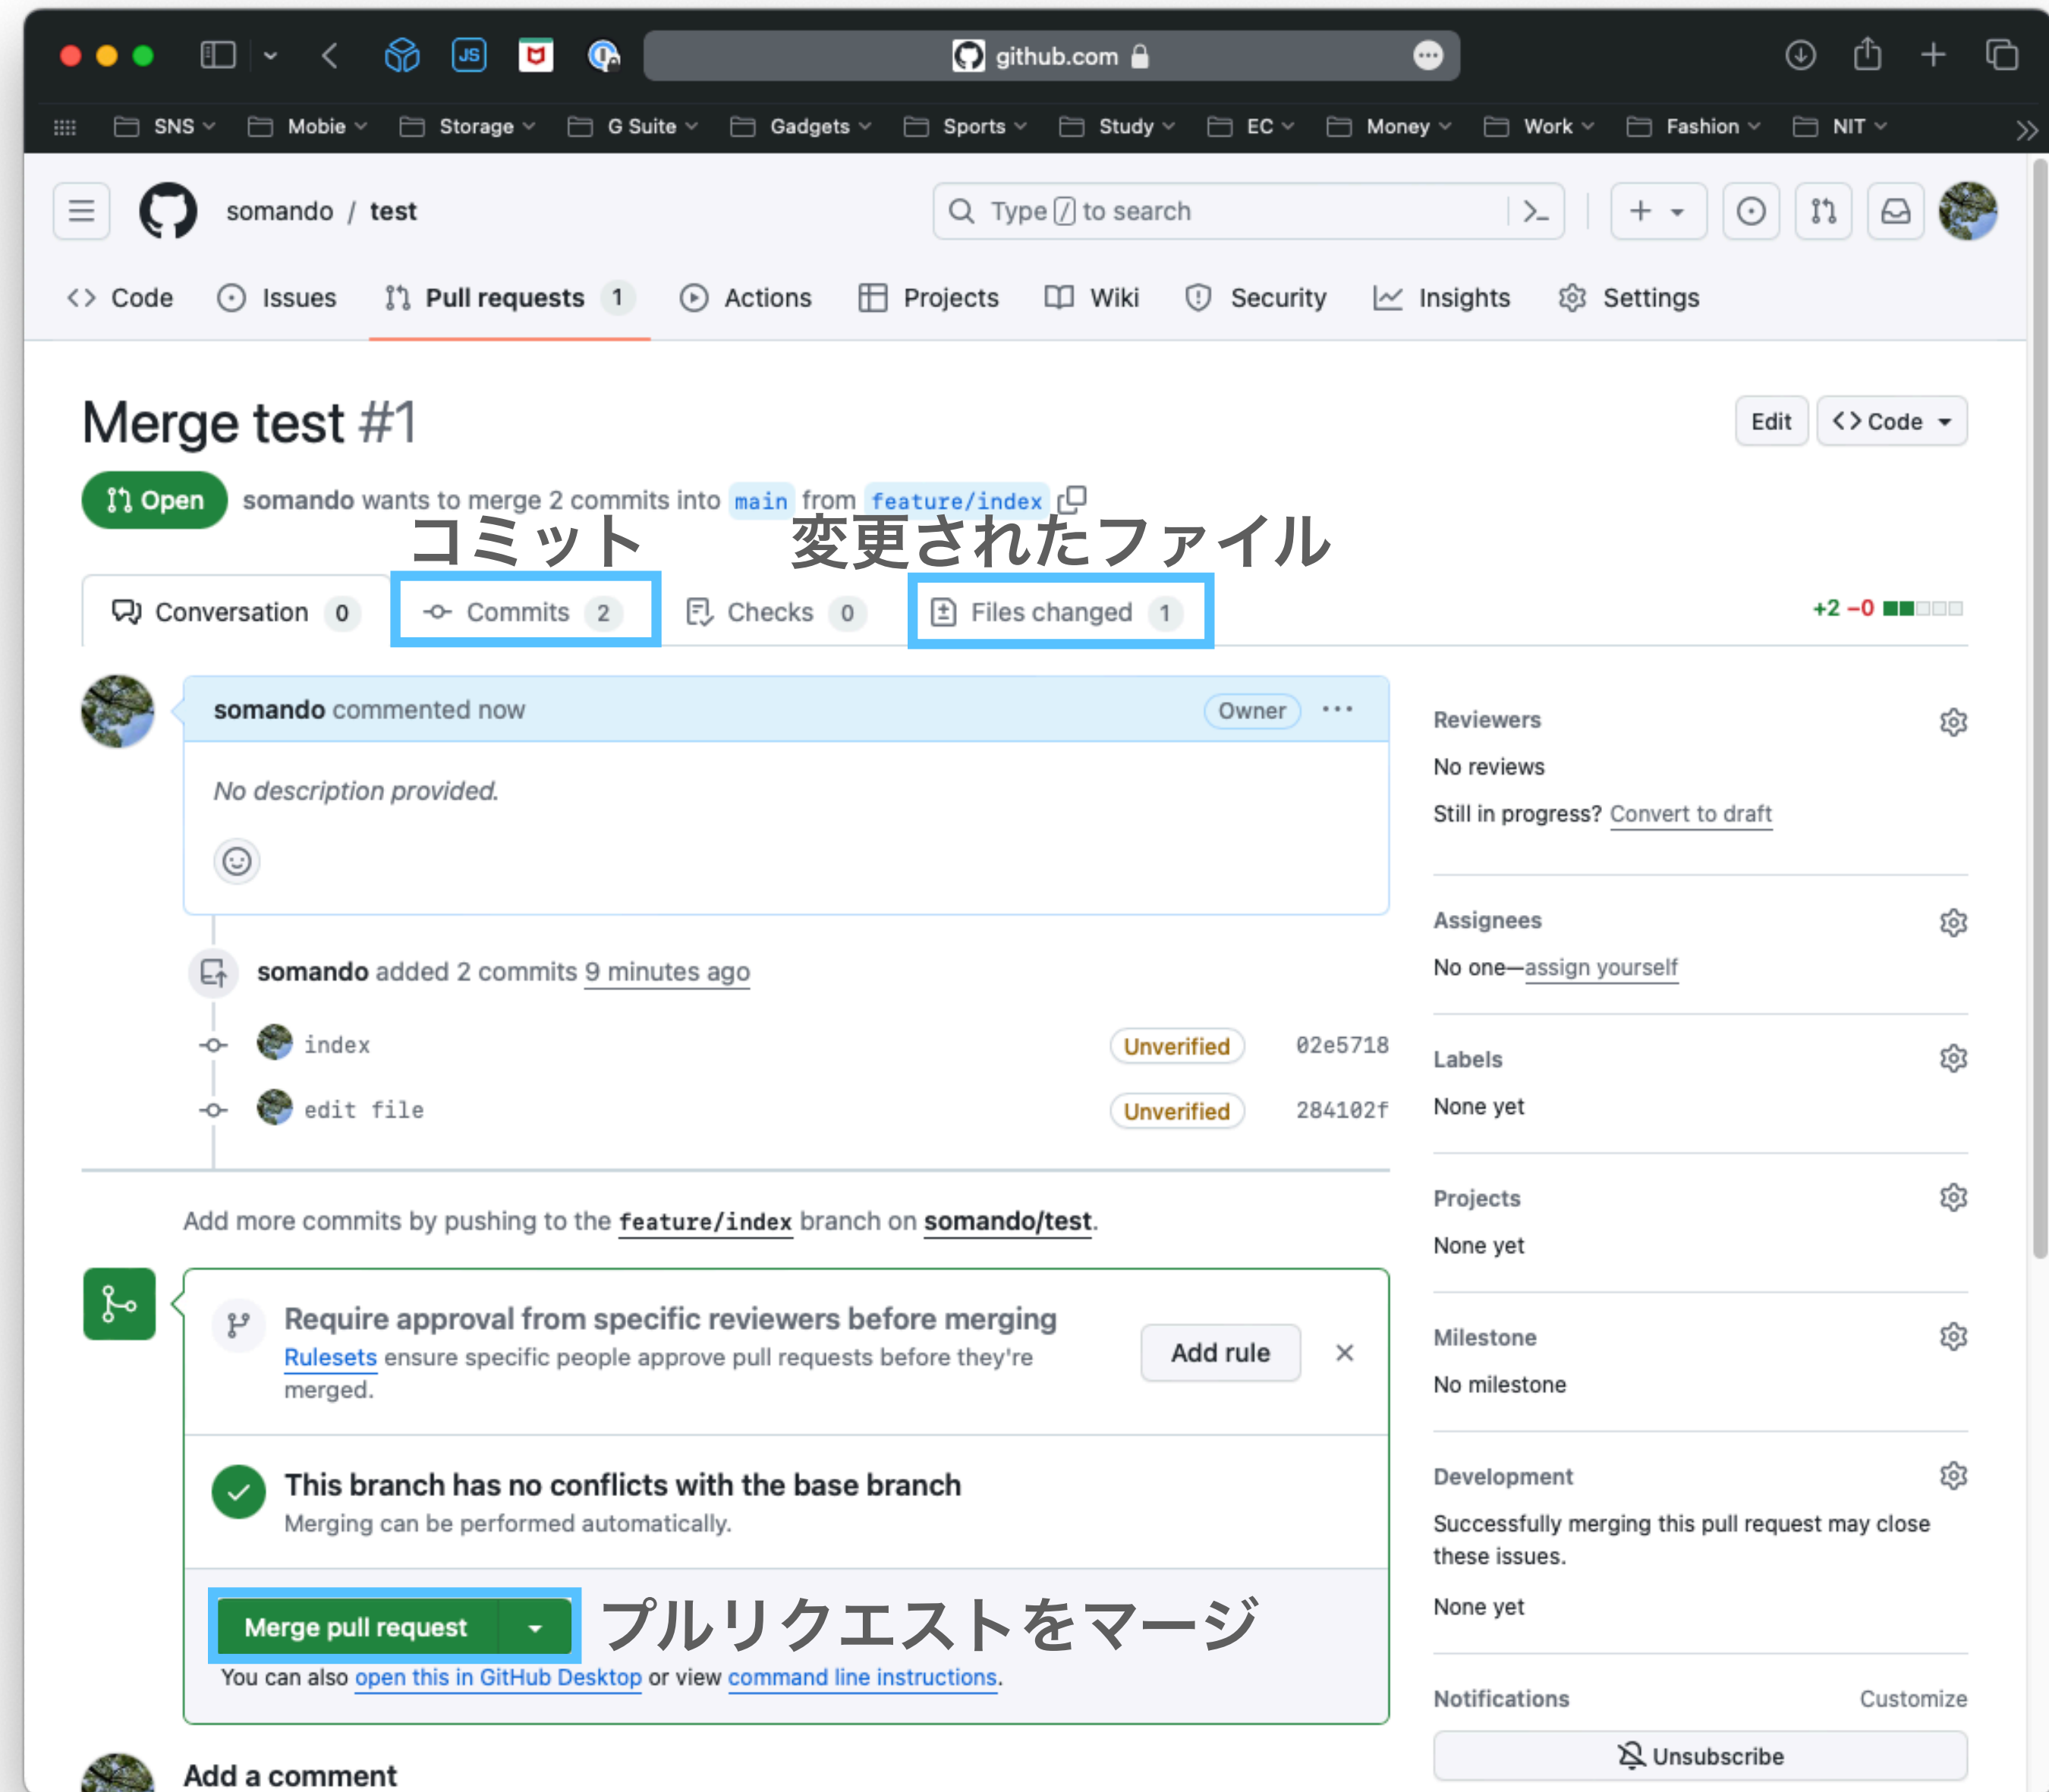 JS
github.com
SNS Mobie Storage G Suite Gadgets Sports Study EC Money Work Fashion NIT
somando / test
Type / to search
Code Issues Pull requests 1 Actions Projects Wiki Security Insights Settings
Merge test #1
Edit Code
Open somando wants to merge 2 commits into main from feature/index
コミット 変更されたファイル
Conversation 0 Commits 2 Checks 0 Files changed 1
+2 −0
somando commented now Owner
No description provided.
somando added 2 commits 9 minutes ago
index Unverified 02e5718
edit file Unverified 284102f
Add more commits by pushing to the feature/index branch on somando/test.
Require approval from specific reviewers before merging
Rulesets ensure specific people approve pull requests before they're
merged.
Add rule
This branch has no conflicts with the base branch
Merging can be performed automatically.
Merge pull request プルリクエストをマージ
You can also open this in GitHub Desktop or view command line instructions.
Add a comment
Reviewers
No reviews
Still in progress? Convert to draft
Assignees
No one—assign yourself
Labels
None yet
Projects
None yet
Milestone
No milestone
Development
Successfully merging this pull request may close
these issues.
None yet
Notifications Customize
Unsubscribe